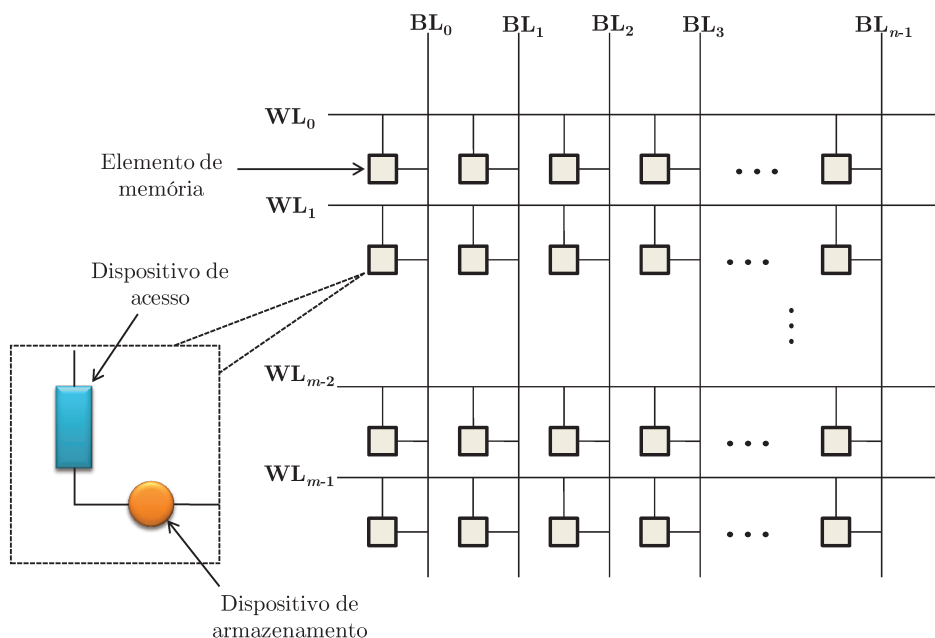 BL₀ BL₁ BL₂ BL₃ BLₙ₋₁
WL₀
Elemento de
memória
WL₁
Dispositivo de
acesso
WLₘ₋₂
WLₘ₋₁
Dispositivo de
armazenamento